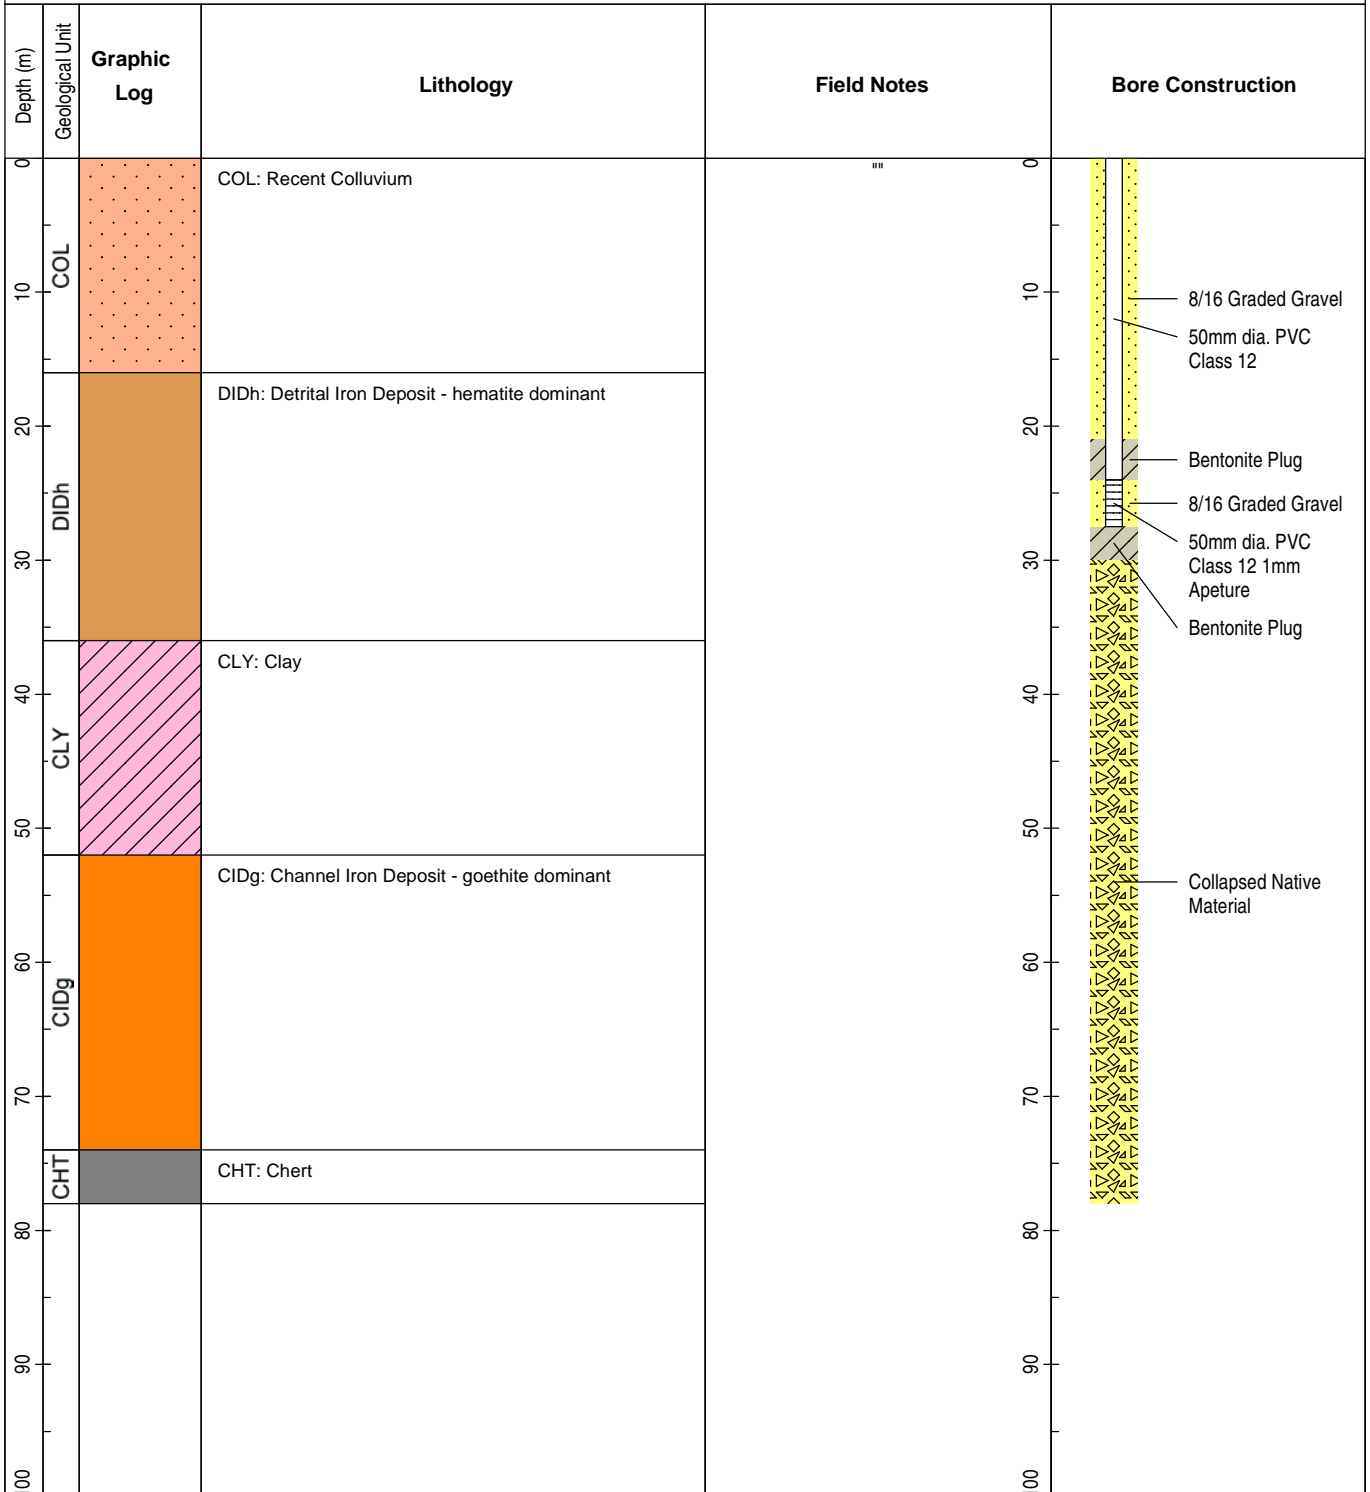 Depth (m)
Geological Unit
Graphic
Log
Lithology
Field Notes
Bore Construction
0
10
20
30
40
50
60
70
80
90
COL
DIDh
CLY
CIDg
CHT
COL: Recent Colluvium
DIDh: Detrital Iron Deposit - hematite dominant
CLY: Clay
CIDg: Channel Iron Deposit - goethite dominant
CHT: Chert
""
0
10
20
30
40
50
60
70
80
90
8/16 Graded Gravel
50mm dia. PVC
Class 12
Bentonite Plug
8/16 Graded Gravel
50mm dia. PVC
Class 12 1mm
Apeture
Bentonite Plug
Collapsed Native
Material